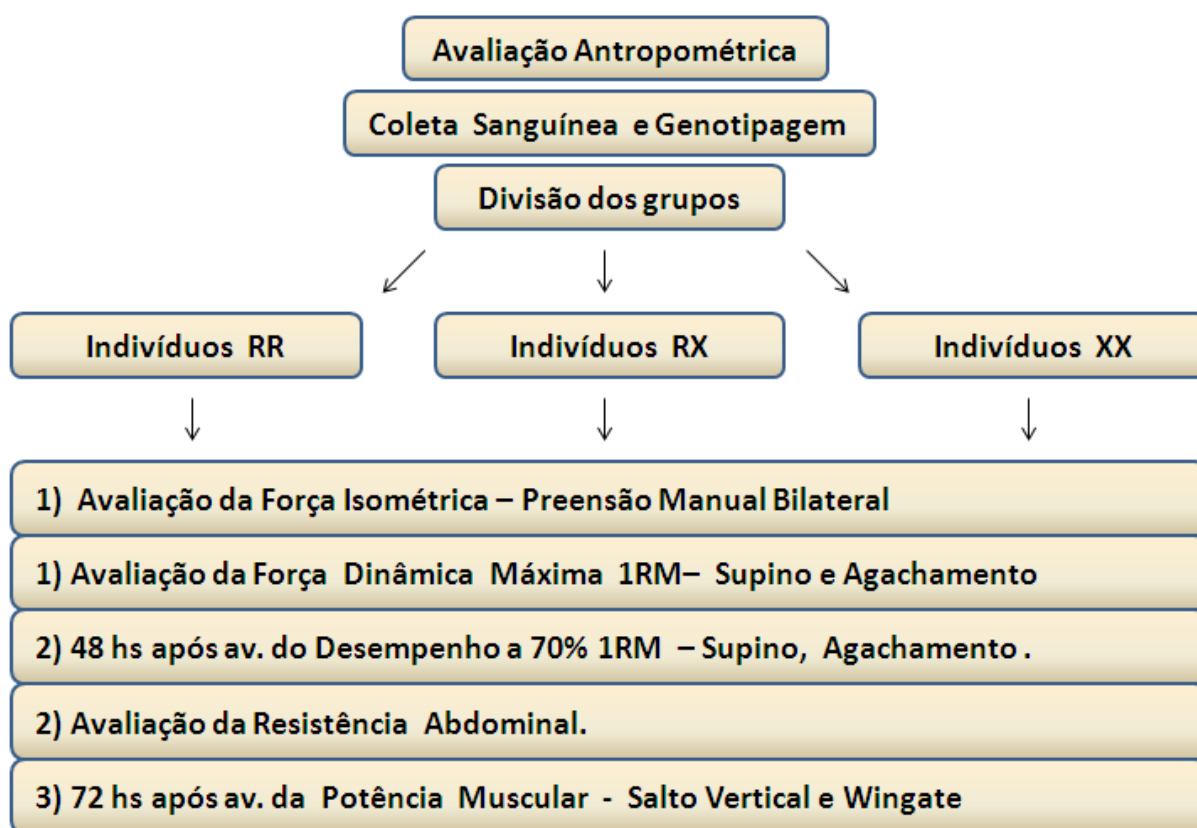 Avaliação Antropométrica
Coleta Sanguínea e Genotipagem
Divisão dos grupos
Indivíduos RR
Indivíduos RX
Indivíduos XX
1) Avaliação da Força Isométrica – Preensão Manual Bilateral
1) Avaliação da Força Dinâmica Máxima 1RM– Supino e Agachamento
2) 48 hs após av. do Desempenho a 70% 1RM – Supino, Agachamento .
2) Avaliação da Resistência Abdominal.
3) 72 hs após av. da Potência Muscular - Salto Vertical e Wingate